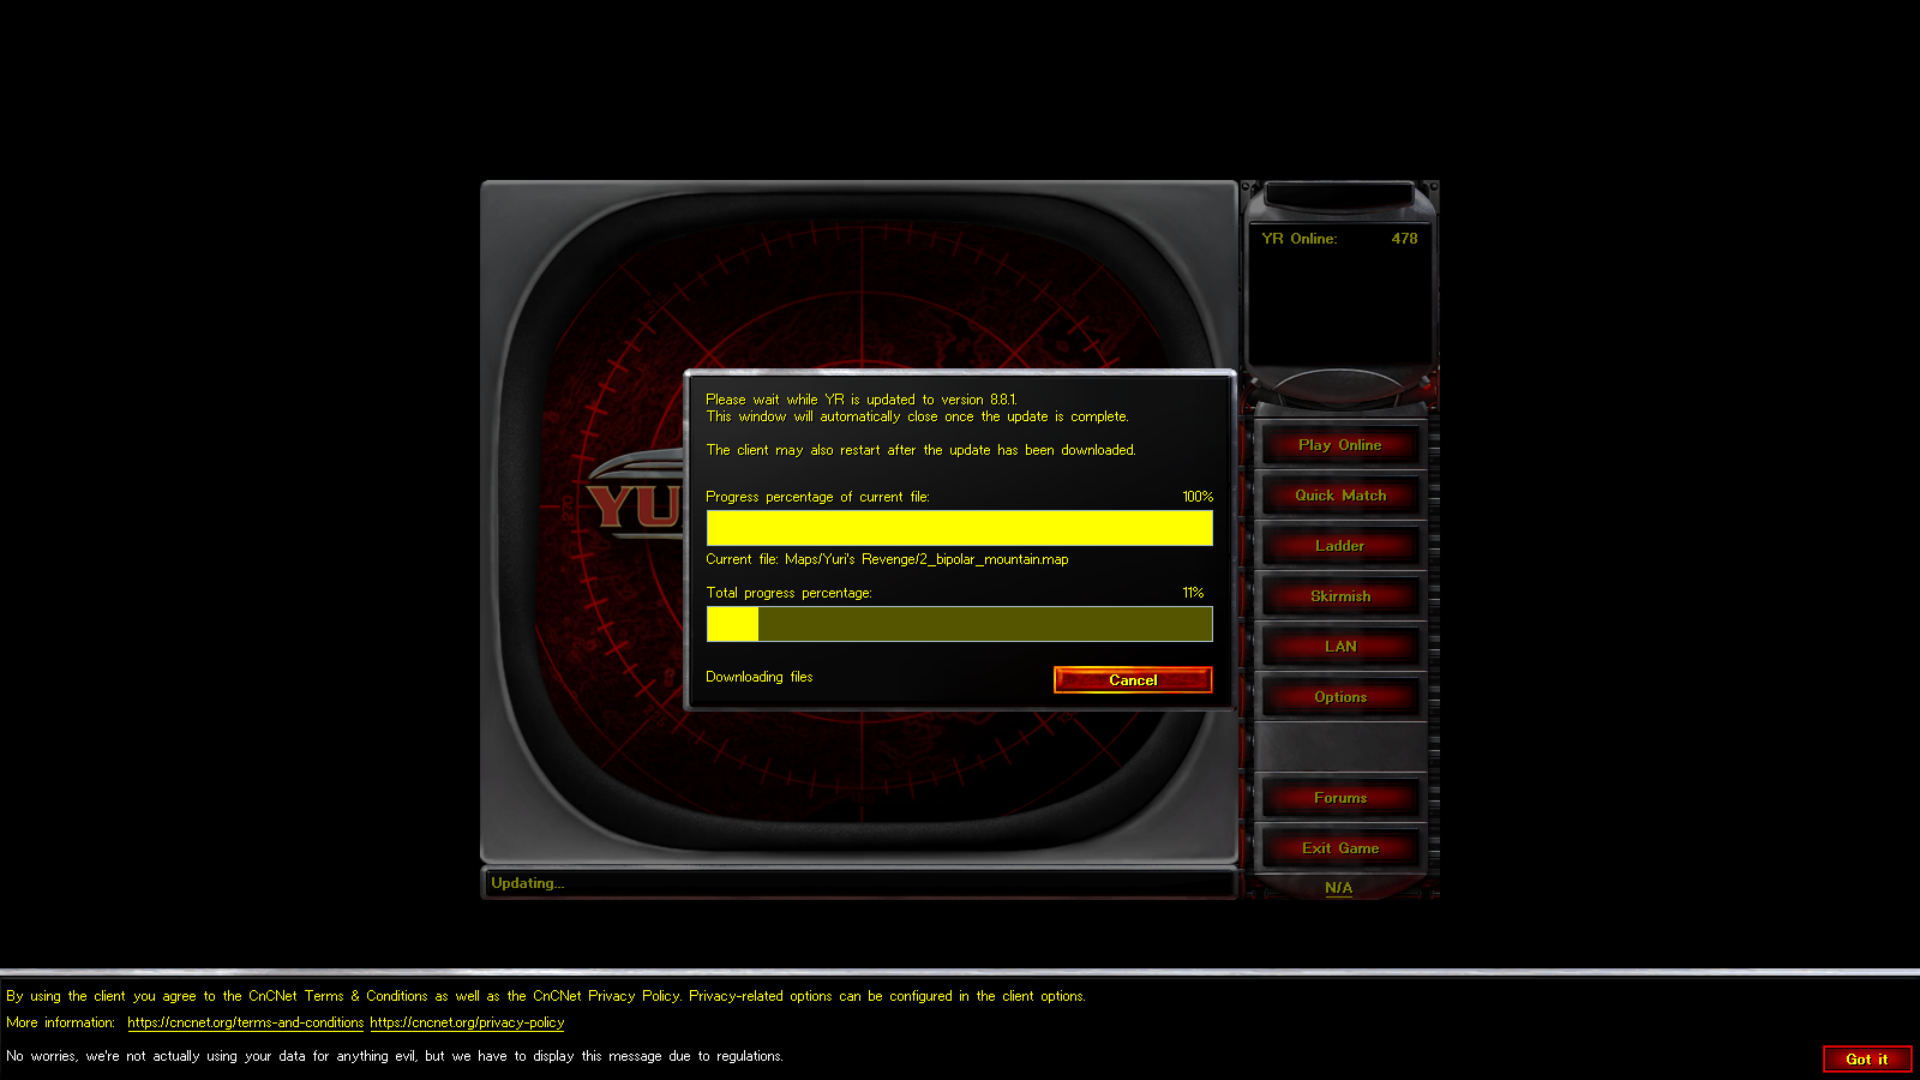 YR Online: 478
Please wait while YR is updated to version 8.8.1.
This window will automatically close once the update is complete.
The client may also restart after the update has been downloaded.
Progress percentage of current file: 100%
Current file: Maps/Yuri's Revenge/2_bipolar_mountain.map
Total progress percentage: 11%
Downloading files
Cancel
YU
Play Online
Quick Match
Ladder
Skirmish
LAN
Options
Forums
Exit Game
N/A
Updating...
By using the client you agree to the CnCNet Terms & Conditions as well as the CnCNet Privacy Policy. Privacy-related options can be configured in the client options.
More information: https://cncnet.org/terms-and-conditions https://cncnet.org/privacy-policy
No worries, we're not actually using your data for anything evil, but we have to display this message due to regulations.
Got it